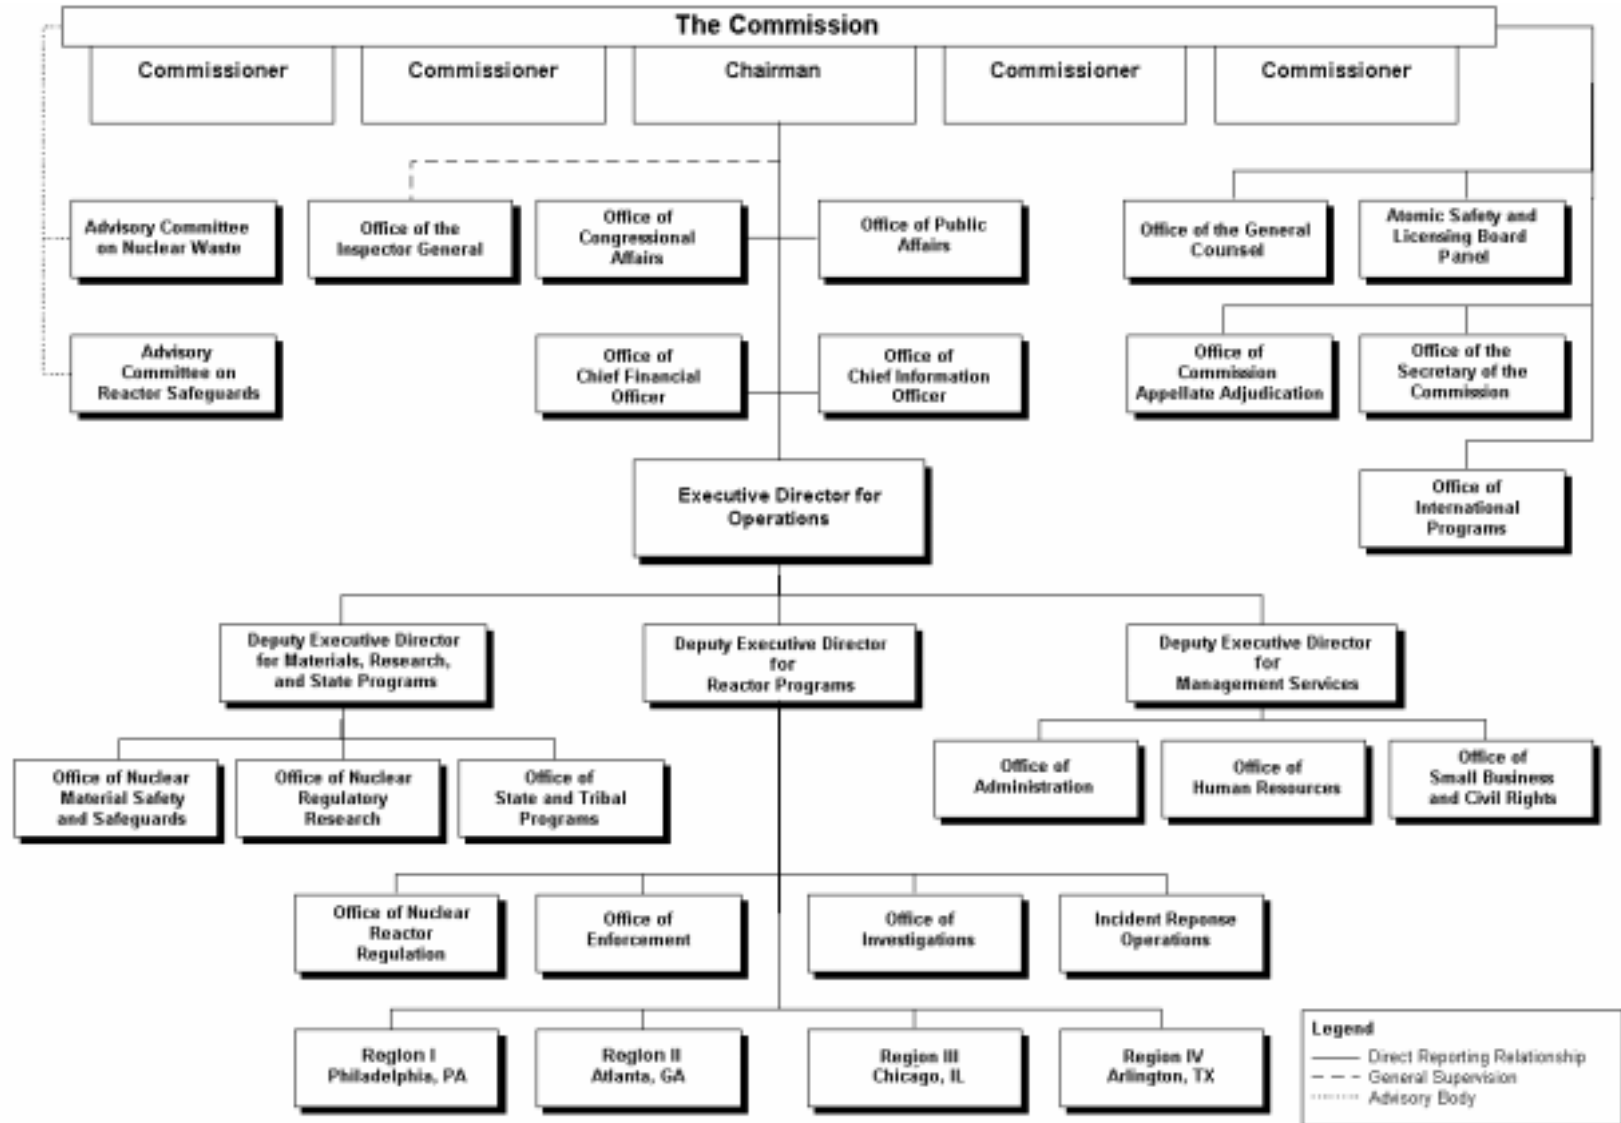 The Commission
Commissioner
Commissioner
Chairman
Commissioner
Commissioner
Advisory Committee
on Nuclear Waste
Office of the
Inspector General
Office of
Congressional
Affairs
Office of Public
Affairs
Office of the General
Counsel
Atomic Safety and
Licensing Board
Panel
Advisory
Committee on
Reactor Safeguards
Office of
Chief Financial
Officer
Office of
Chief Information
Officer
Office of
Commission
Appellate Adjudication
Office of the
Secretary of the
Commission
Executive Director for
Operations
Office of
International
Programs
Deputy Executive Director
for Materials, Research,
and State Programs
Deputy Executive Director
for
Reactor Programs
Deputy Executive Director
for
Management Services
Office of Nuclear
Material Safety
and Safeguards
Office of Nuclear
Regulatory
Research
Office of
State and Tribal
Programs
Office of
Administration
Office of
Human Resources
Office of
Small Business
and Civil Rights
Office of Nuclear
Reactor
Regulation
Office of
Enforcement
Office of
Investigations
Incident Reponse
Operations
Region I
Philadelphia, PA
Region II
Atlanta, GA
Region III
Chicago, IL
Region IV
Arlington, TX
Legend
Direct Reporting Relationship
General Supervision
Advisory Body